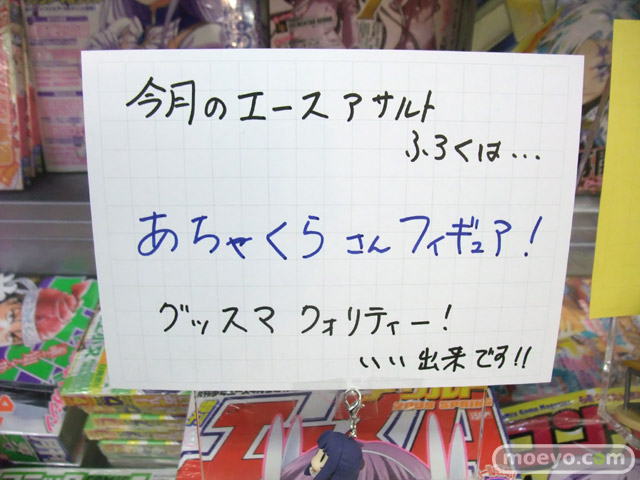 今月のエースアサルト
ふろくは…
あちゃくらさんフィギュア!
グッスマ クォリティー!
いい出来です!!
moeyo.com